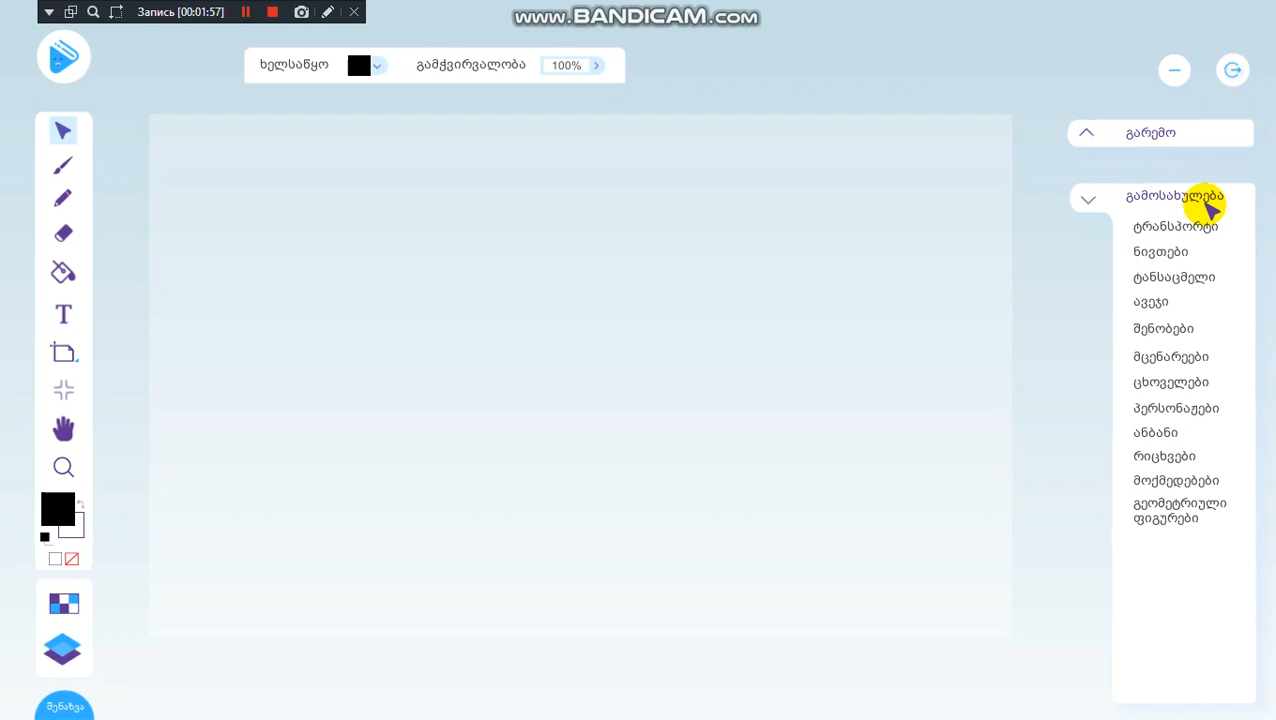 Запись [00:01:57]
www.BANDICAM.com
ხელსაწყო
გამჭვირვალობა
100%
გარემო
გამოსახულება
ტრანსპორტი
ნივთები
ტანსაცმელი
ავეჯი
შენობები
მცენარეები
ცხოველები
პერსონაჟები
ანბანი
რიცხვები
მოქმედებები
გეომეტრიული
ფიგურები
T
შენახვა